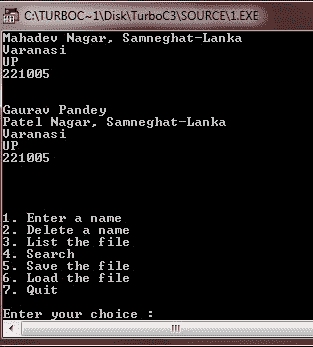 C:\TURBOC~1\Disk\TurboC3\SOURCE\1.EXE
Mahadev Nagar, Samneghat-Lanka
Varanasi
UP
221005
Gaurav Pandey
Patel Nagar, Samneghat-Lanka
Varanasi
UP
221005
1. Enter a name
2. Delete a name
3. List the file
4. Search
5. Save the file
6. Load the file
7. Quit
Enter your choice :